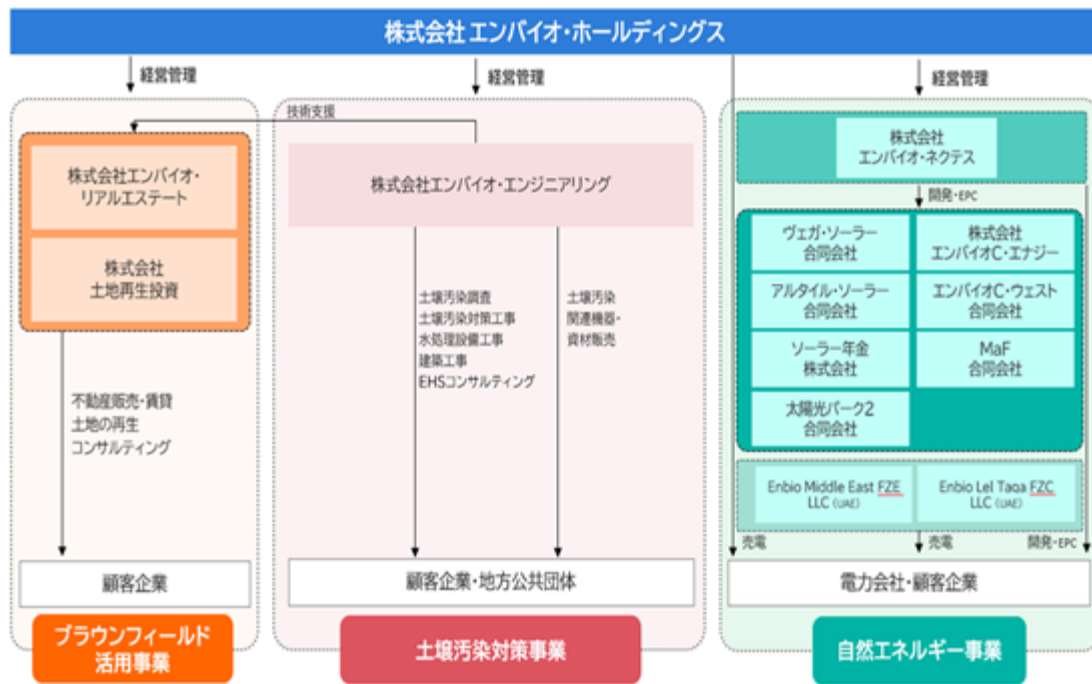 株式会社 エンバイオ・ホールディングス
経営管理
経営管理
経営管理
技術支援
株式会社エンバイオ・
リアルエステート
株式会社
土地再生投資
不動産販売・賃貸
土地の再生
コンサルティング
顧客企業
ブラウンフィールド
活用事業
株式会社エンバイオ・エンジニアリング
土壌汚染調査
土壌汚染対策工事
水処理設備工事
建築工事
EHSコンサルティング
土壌汚染
関連機器・
資材販売
顧客企業・地方公共団体
土壌汚染対策事業
株式会社
エンバイオ・ネクテス
開発・EPC
ヴェガ・ソーラー
合同会社
株式会社
エンバイオC・エナジー
アルタイル・ソーラー
合同会社
エンバイオC・ウェスト
合同会社
ソーラー年金
株式会社
MaF
合同会社
太陽光パーク2
合同会社
Enbio Middle East FZE
LLC (UAE)
Enbio Lel Taqa FZC
LLC (UAE)
売電
売電
開発・EPC
電力会社・顧客企業
自然エネルギー事業